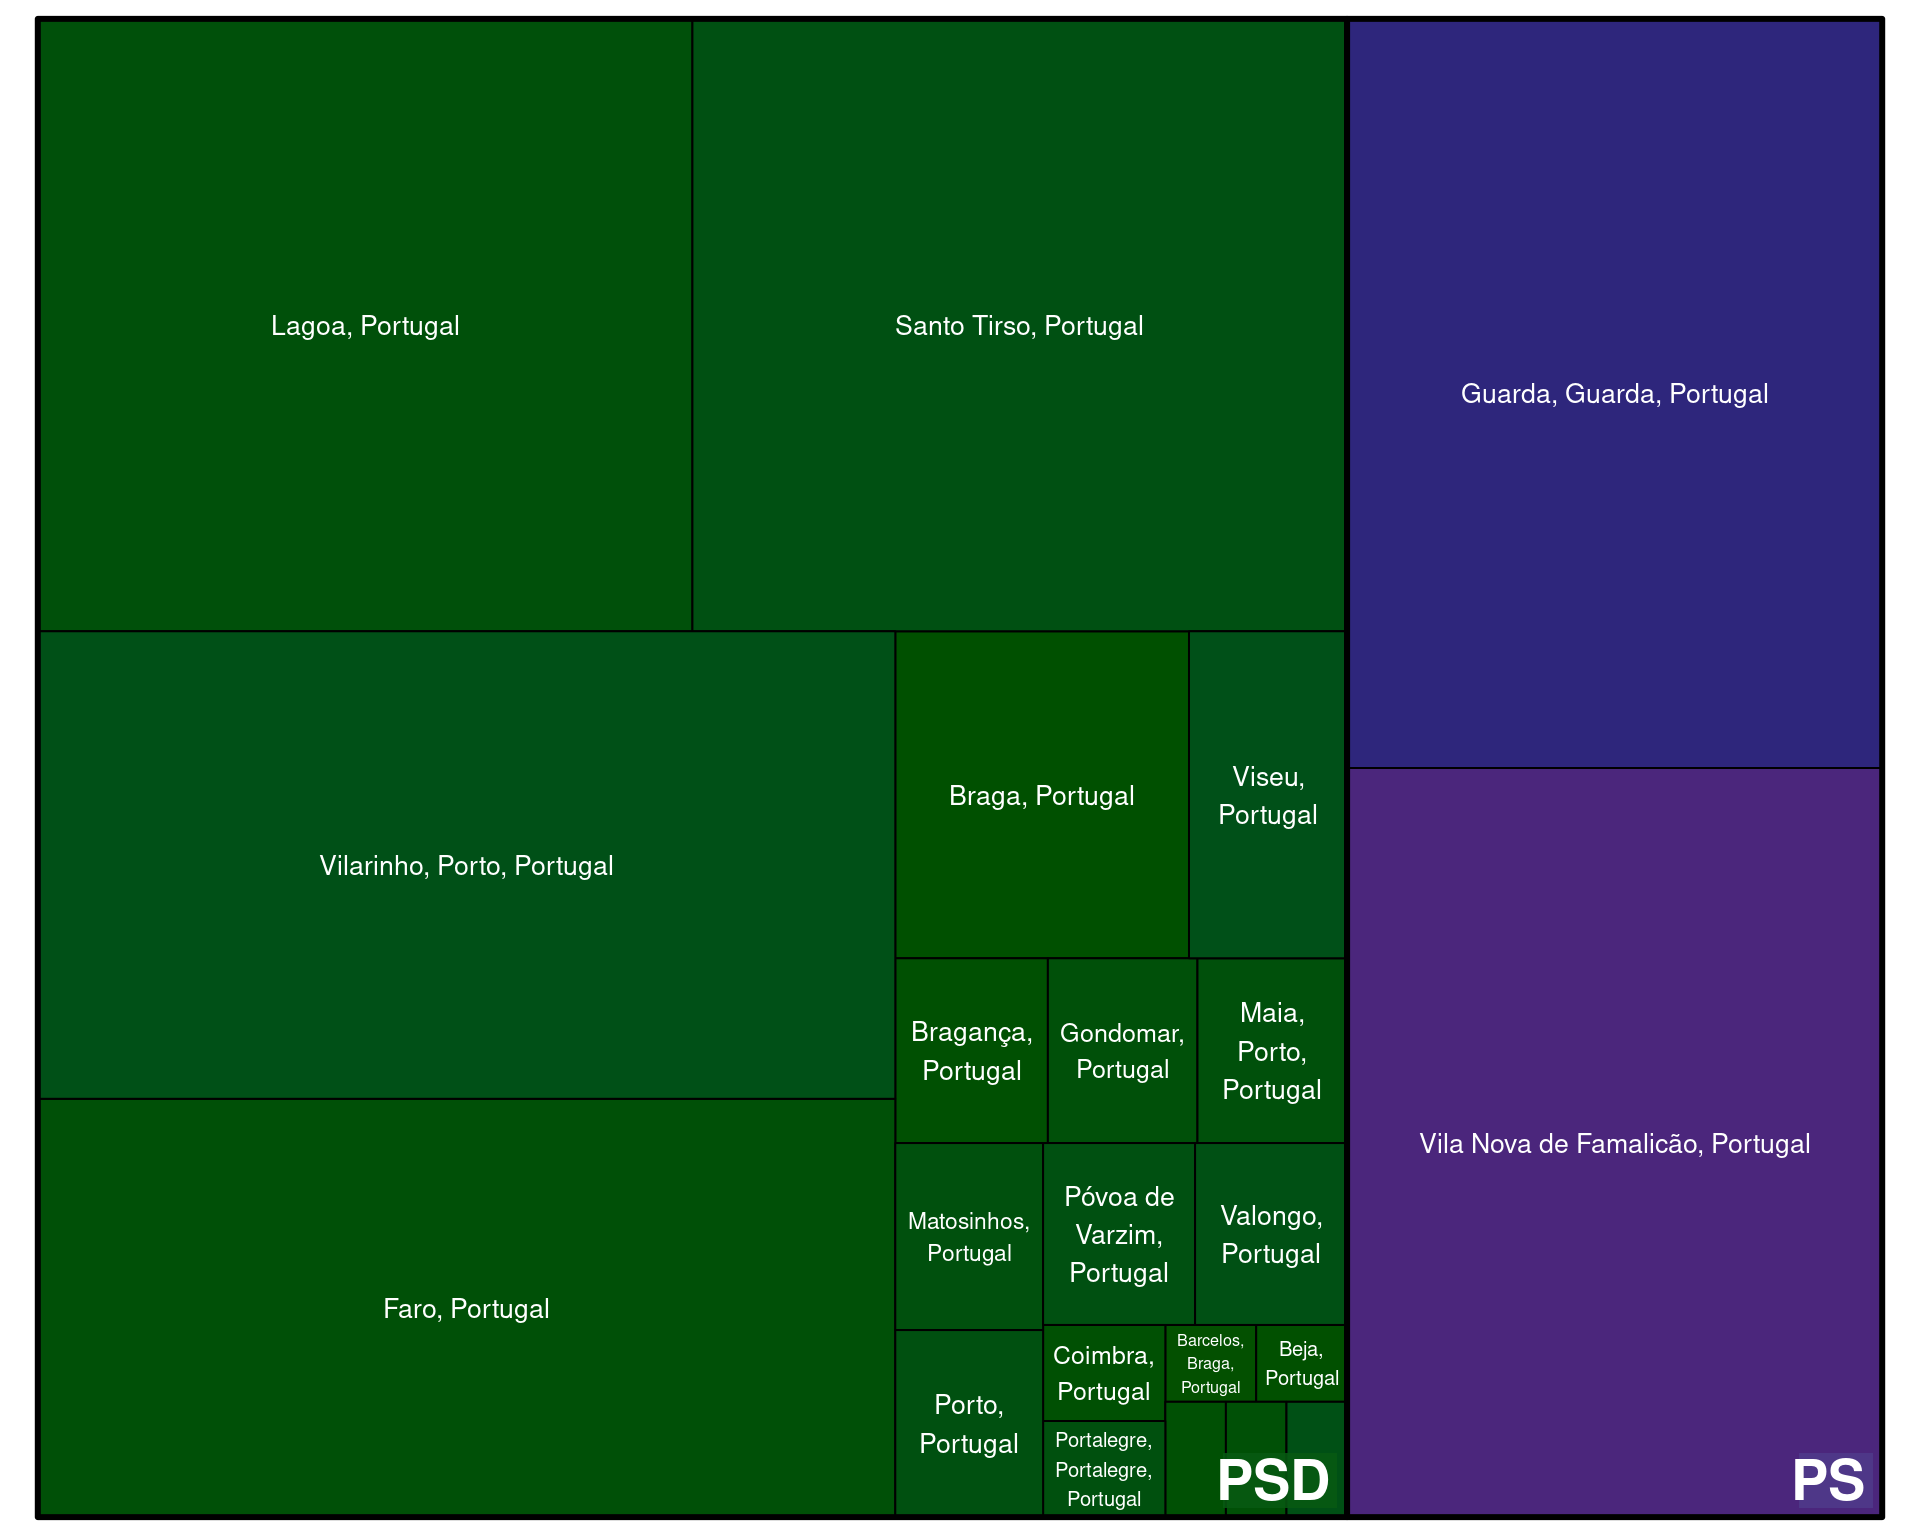 Lagoa, Portugal
Santo Tirso, Portugal
Guarda, Guarda, Portugal
Vilarinho, Porto, Portugal
Braga, Portugal
Viseu,
Portugal
Bragança,
Portugal
Gondomar,
Portugal
Maia,
Porto,
Portugal
Faro, Portugal
Matosinhos,
Portugal
Póvoa de
Varzim,
Portugal
Valongo,
Portugal
Vila Nova de Famalicão, Portugal
Porto,
Portugal
Coimbra,
Portugal
Barcelos,
Braga,
Portugal
Beja,
Portugal
Portalegre,
Portalegre,
Portugal
PSD
PS